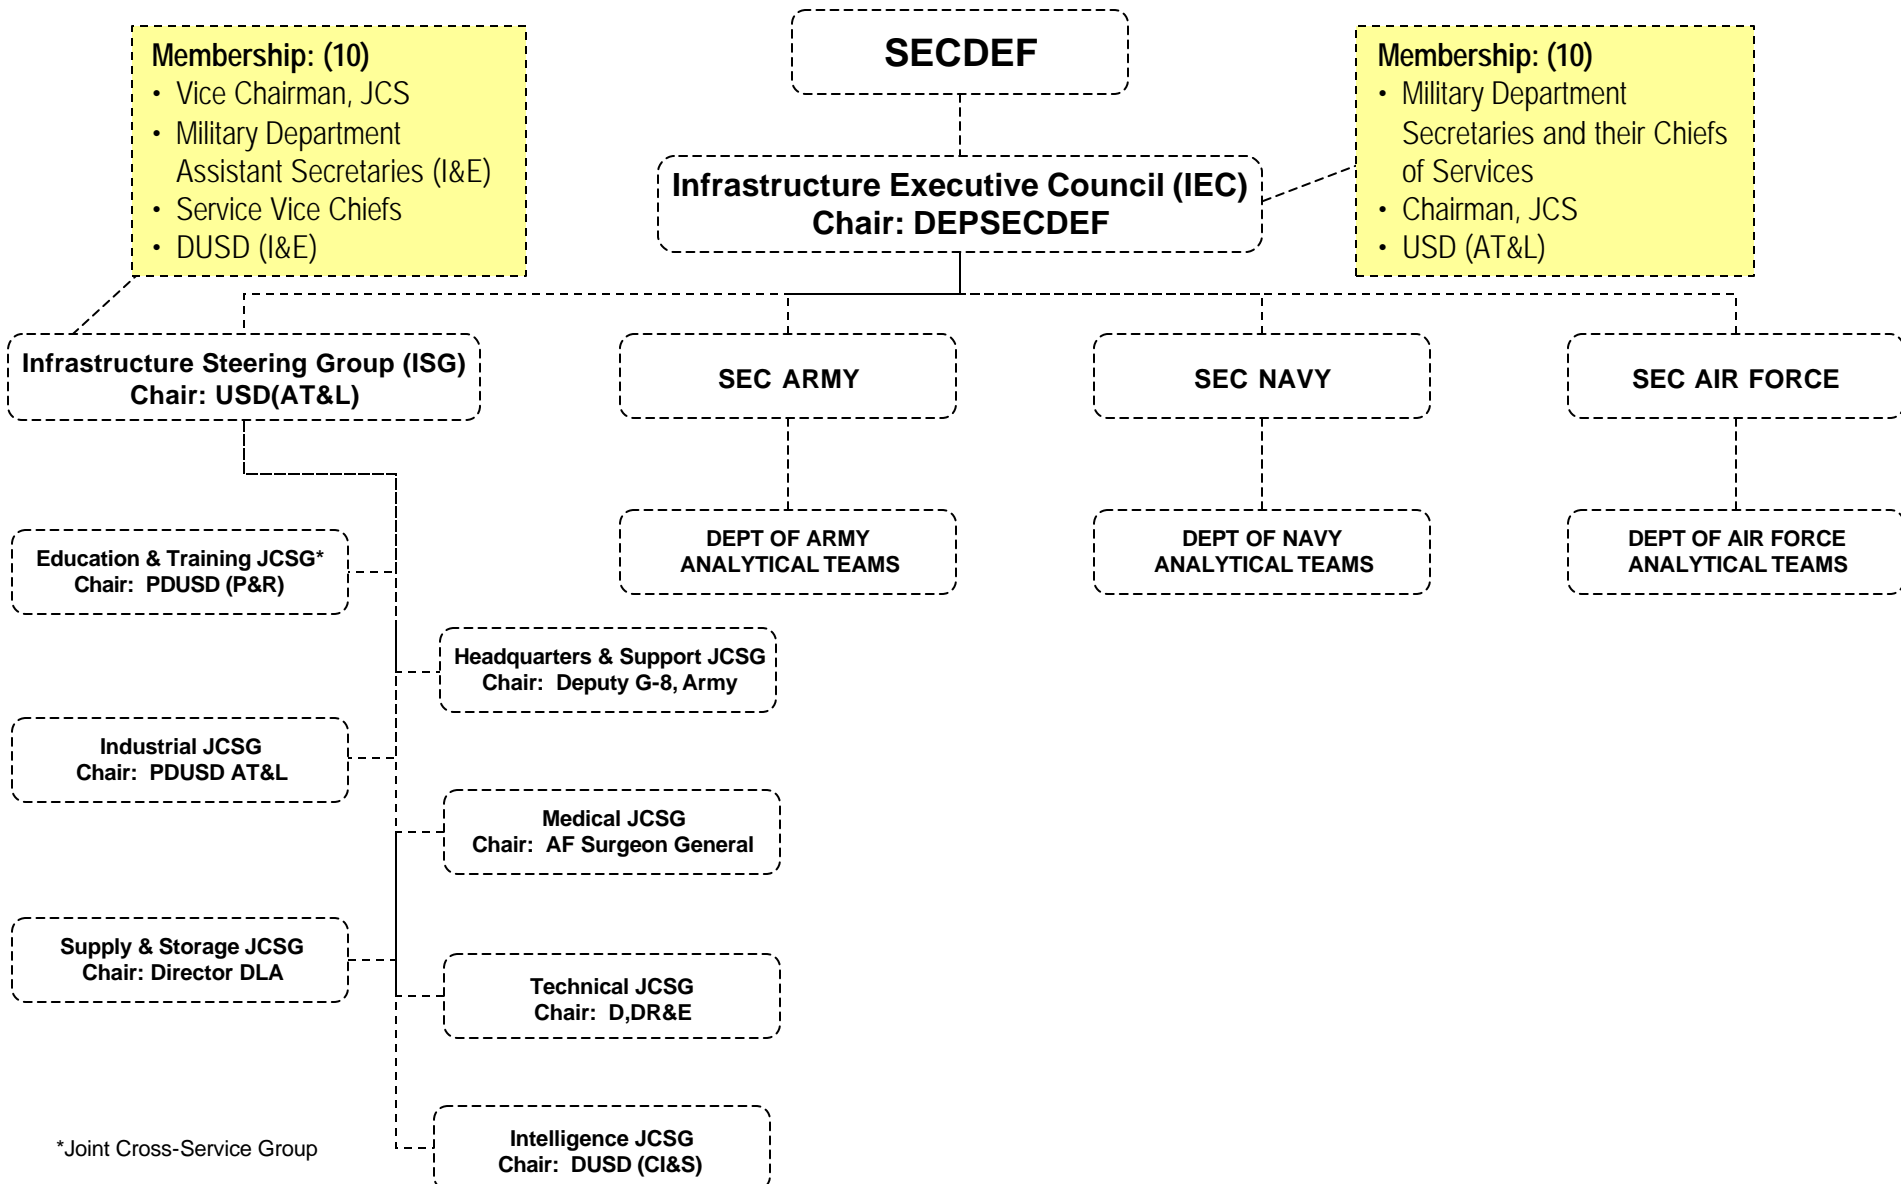 SECDEF
Membership: (10)
• Vice Chairman, JCS
• Military Department
Assistant Secretaries (I&E)
• Service Vice Chiefs
• DUSD (I&E)
Membership: (10)
• Military Department
Secretaries and their Chiefs
of Services
• Chairman, JCS
• USD (AT&L)
Infrastructure Executive Council (IEC)
Chair: DEPSECDEF
Infrastructure Steering Group (ISG)
Chair: USD(AT&L)
SEC ARMY
SEC NAVY
SEC AIR FORCE
DEPT OF ARMY
ANALYTICAL TEAMS
DEPT OF NAVY
ANALYTICAL TEAMS
DEPT OF AIR FORCE
ANALYTICAL TEAMS
Education & Training JCSG*
Chair: PDUSD (P&R)
Headquarters & Support JCSG
Chair: Deputy G-8, Army
Industrial JCSG
Chair: PDUSD AT&L
Medical JCSG
Chair: AF Surgeon General
Supply & Storage JCSG
Chair: Director DLA
Technical JCSG
Chair: D,DR&E
Intelligence JCSG
Chair: DUSD (CI&S)
*Joint Cross-Service Group